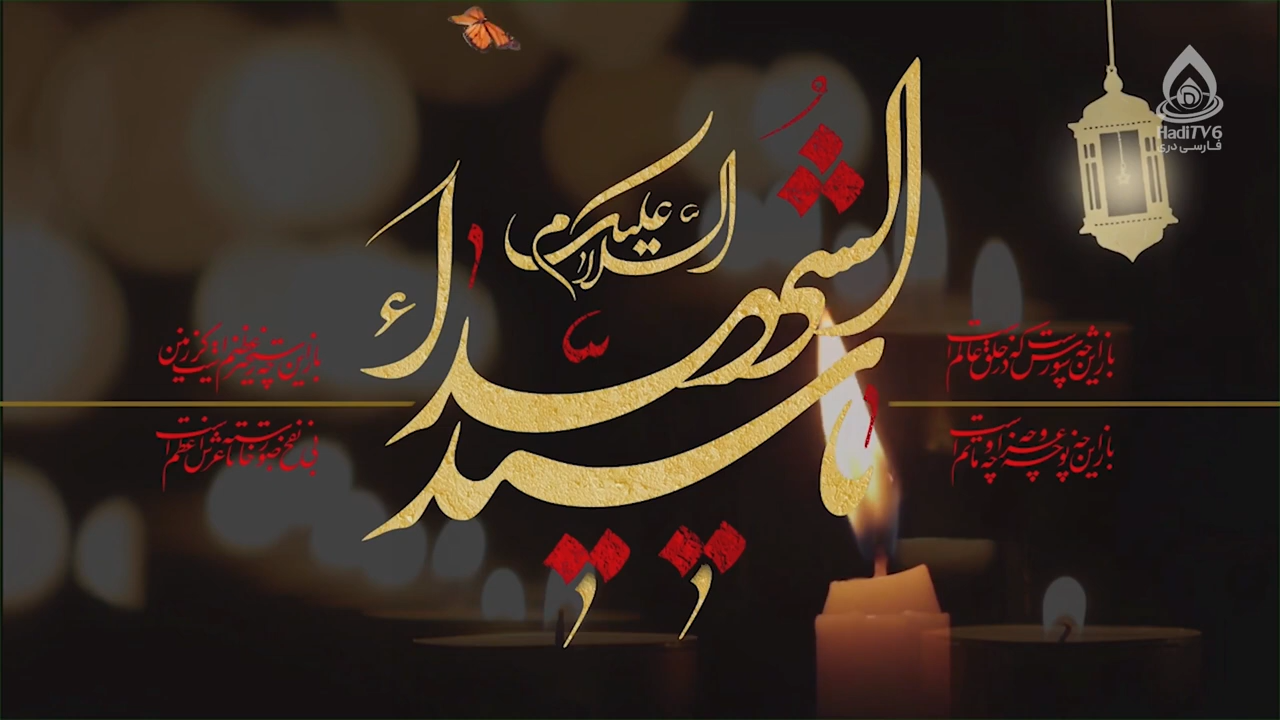 HadiTV6
فارسی دری
السلام علیکم
یا سید الشهداء
باز این چه شورش است که در خلق عالم است
باز این چه نوحه و چه عزا و چه ماتم است
باز این چه رستخیز عظیم است کز زمین
بی نفخ صور خاسته تا عرش اعظم است